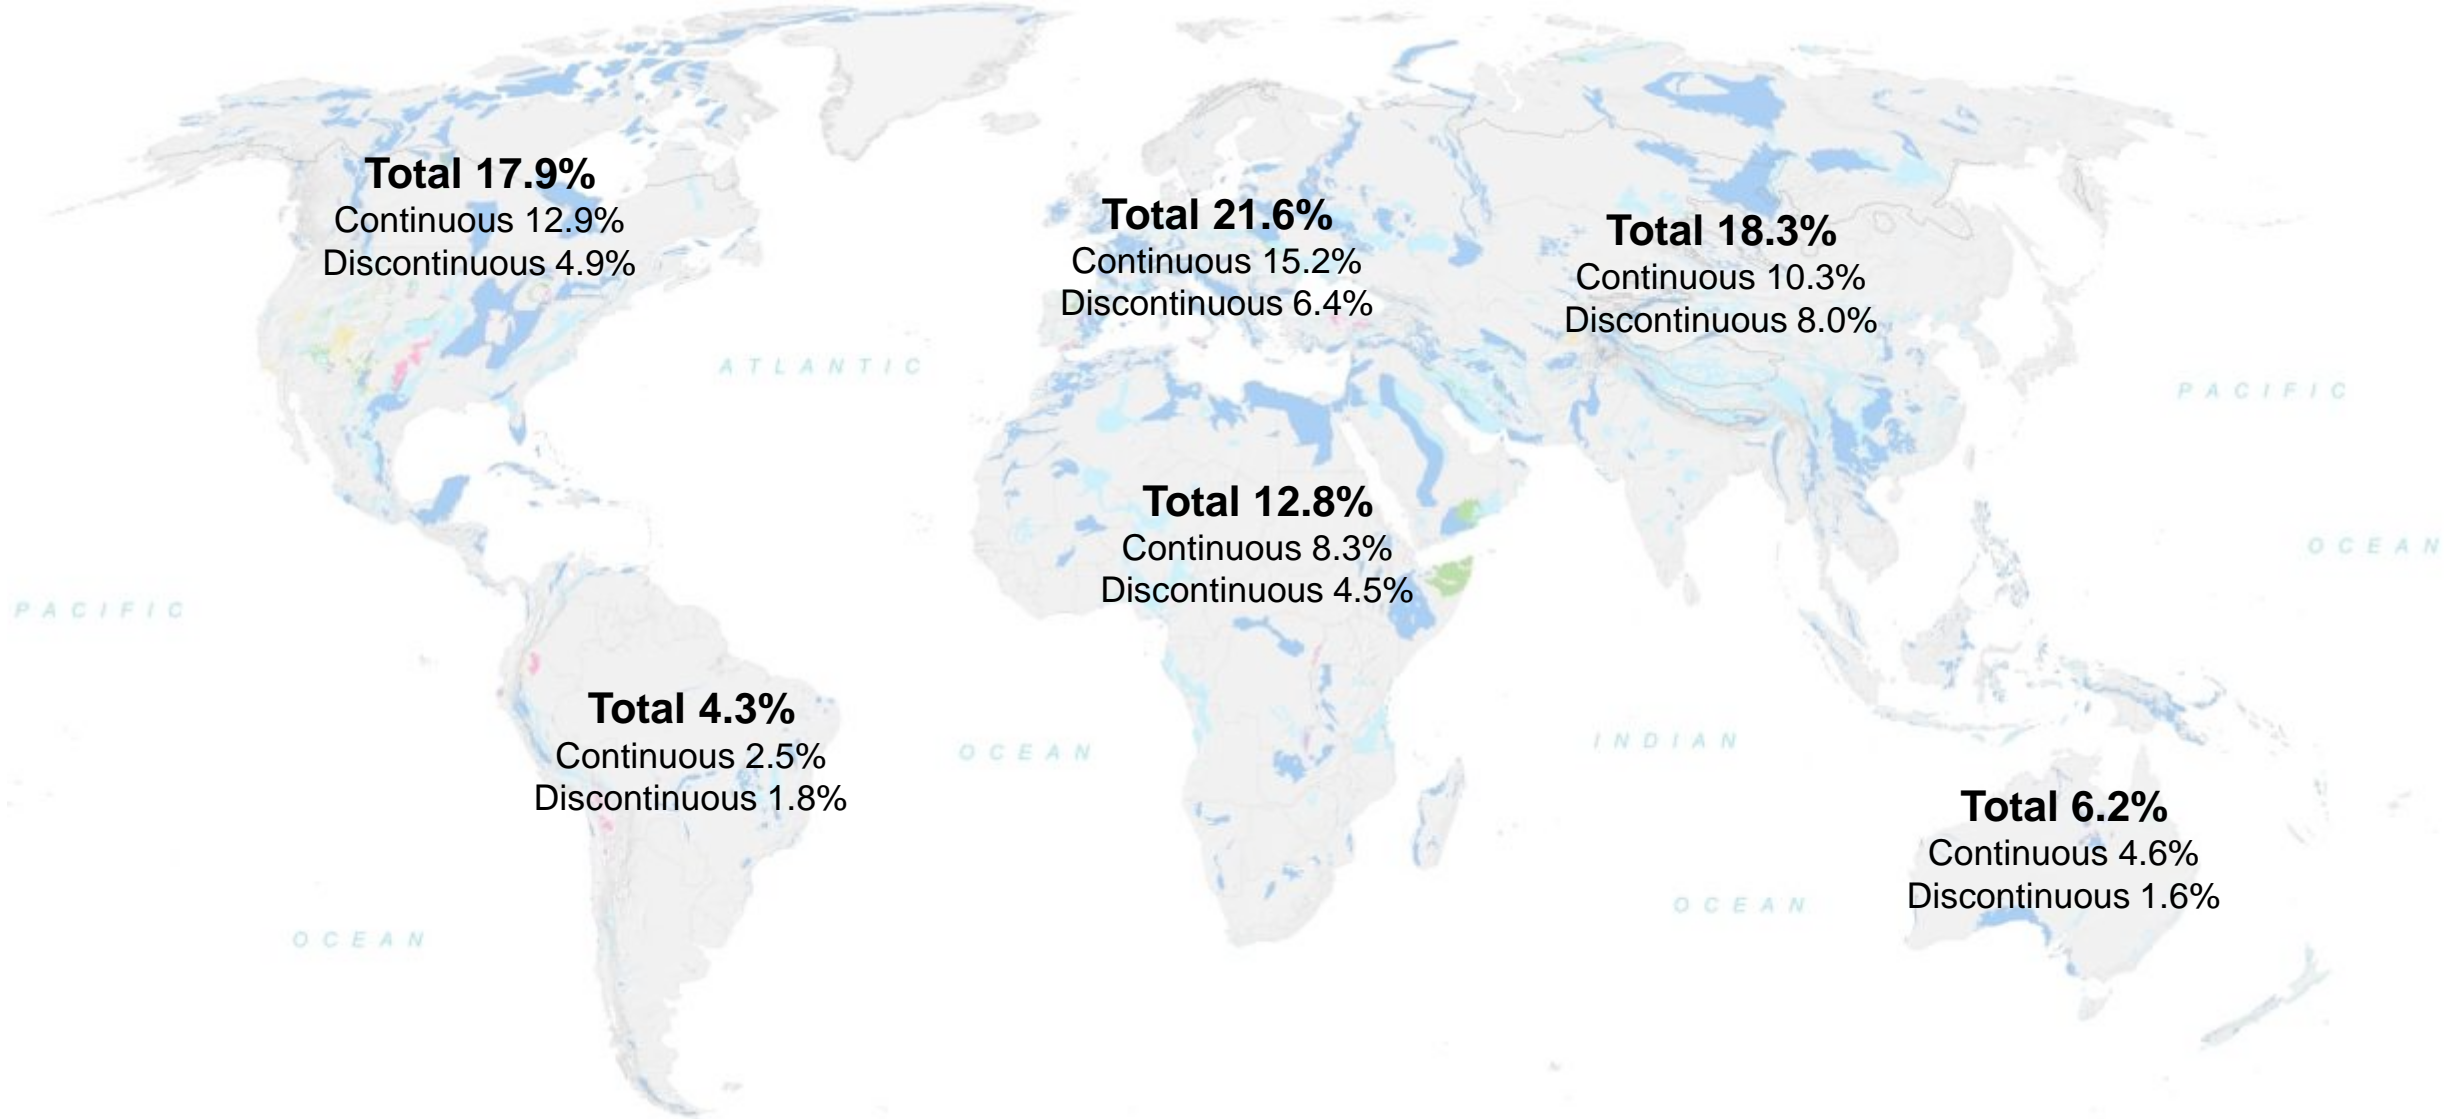 Total 17.9%
Continuous 12.9%
Discontinuous 4.9%
Total 21.6%
Continuous 15.2%
Discontinuous 6.4%
Total 18.3%
Continuous 10.3%
Discontinuous 8.0%
ATLANTIC
PACIFIC
Total 12.8%
Continuous 8.3%
Discontinuous 4.5%
OCEAN
PACIFIC
Total 4.3%
Continuous 2.5%
Discontinuous 1.8%
OCEAN
INDIAN
Total 6.2%
Continuous 4.6%
Discontinuous 1.6%
OCEAN
OCEAN